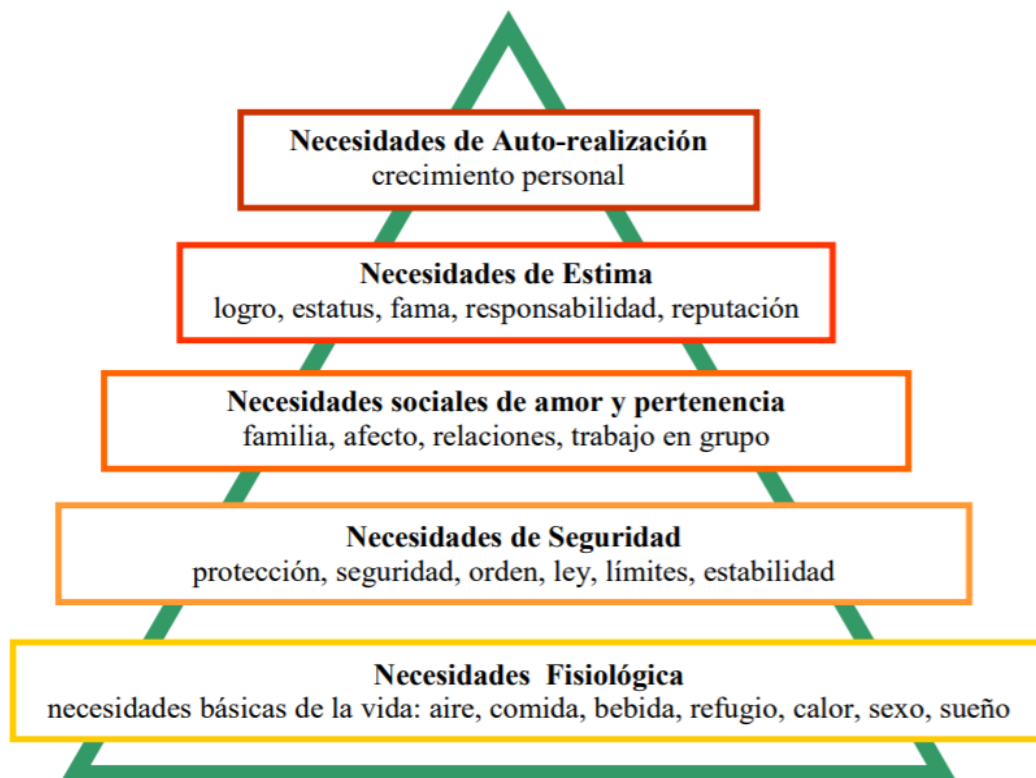 Necesidades de Auto-realización
crecimiento personal
Necesidades de Estima
logro, estatus, fama, responsabilidad, reputación
Necesidades sociales de amor y pertenencia
familia, afecto, relaciones, trabajo en grupo
Necesidades de Seguridad
protección, seguridad, orden, ley, límites, estabilidad
Necesidades Fisiológica
necesidades básicas de la vida: aire, comida, bebida, refugio, calor, sexo, sueño